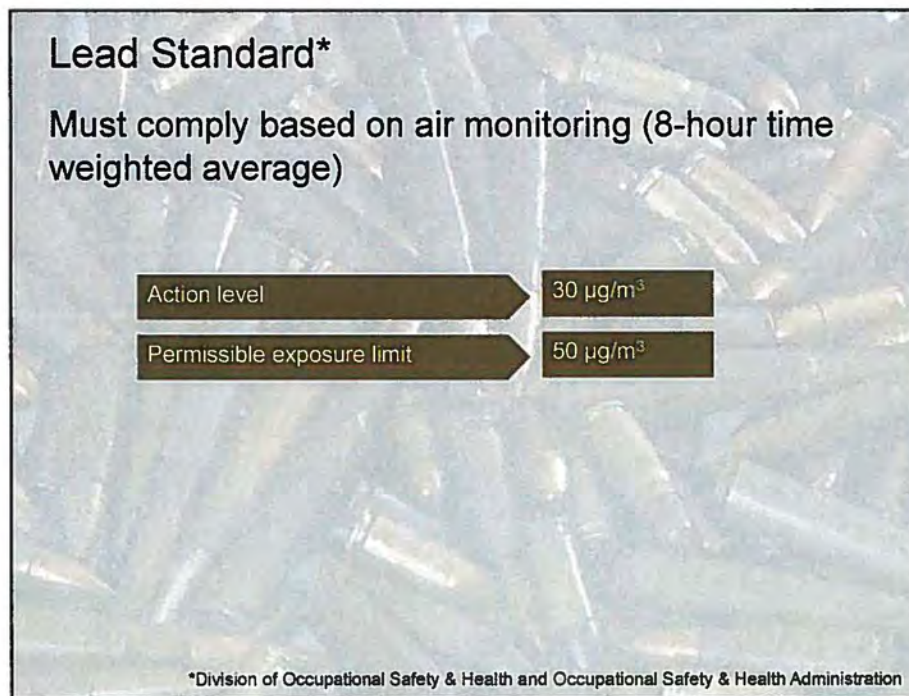 Lead Standard*
Must comply based on air monitoring (8-hour time
weighted average)
Action level
30 µg/m³
Permissible exposure limit
50 µg/m³
*Division of Occupational Safety & Health and Occupational Safety & Health Administration